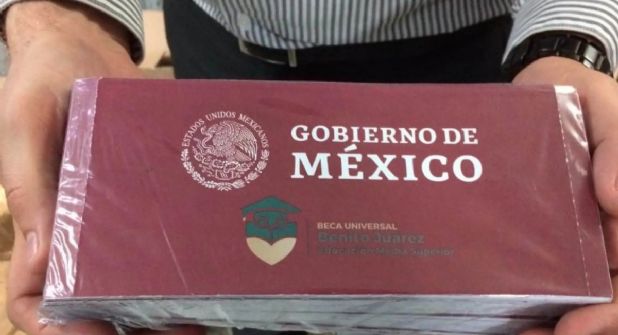 ESTADOS UNIDOS MEXICANOS
GOBIERNO DE
MÉXICO
BECA UNIVERSAL
Benito Juárez
Educación Media Superior